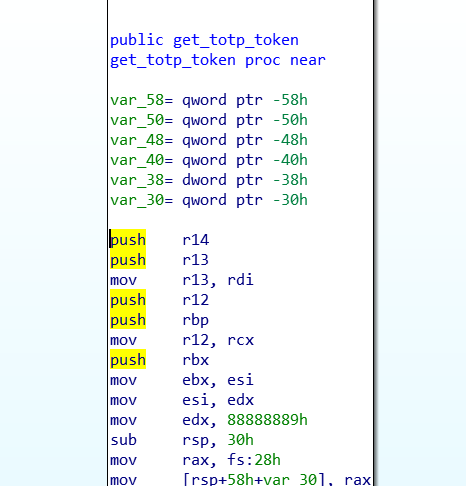 public get_totp_token
get_totp_token proc near
var_58= qword ptr -58h
var_50= qword ptr -50h
var_48= qword ptr -48h
var_40= qword ptr -40h
var_38= dword ptr -38h
var_30= qword ptr -30h
push r14
push r13
mov r13, rdi
push r12
push rbp
mov r12, rcx
push rbx
mov ebx, esi
mov esi, edx
mov edx, 88888889h
sub rsp, 30h
mov rax, fs:28h
mov [rsp+58h+var_30], rax